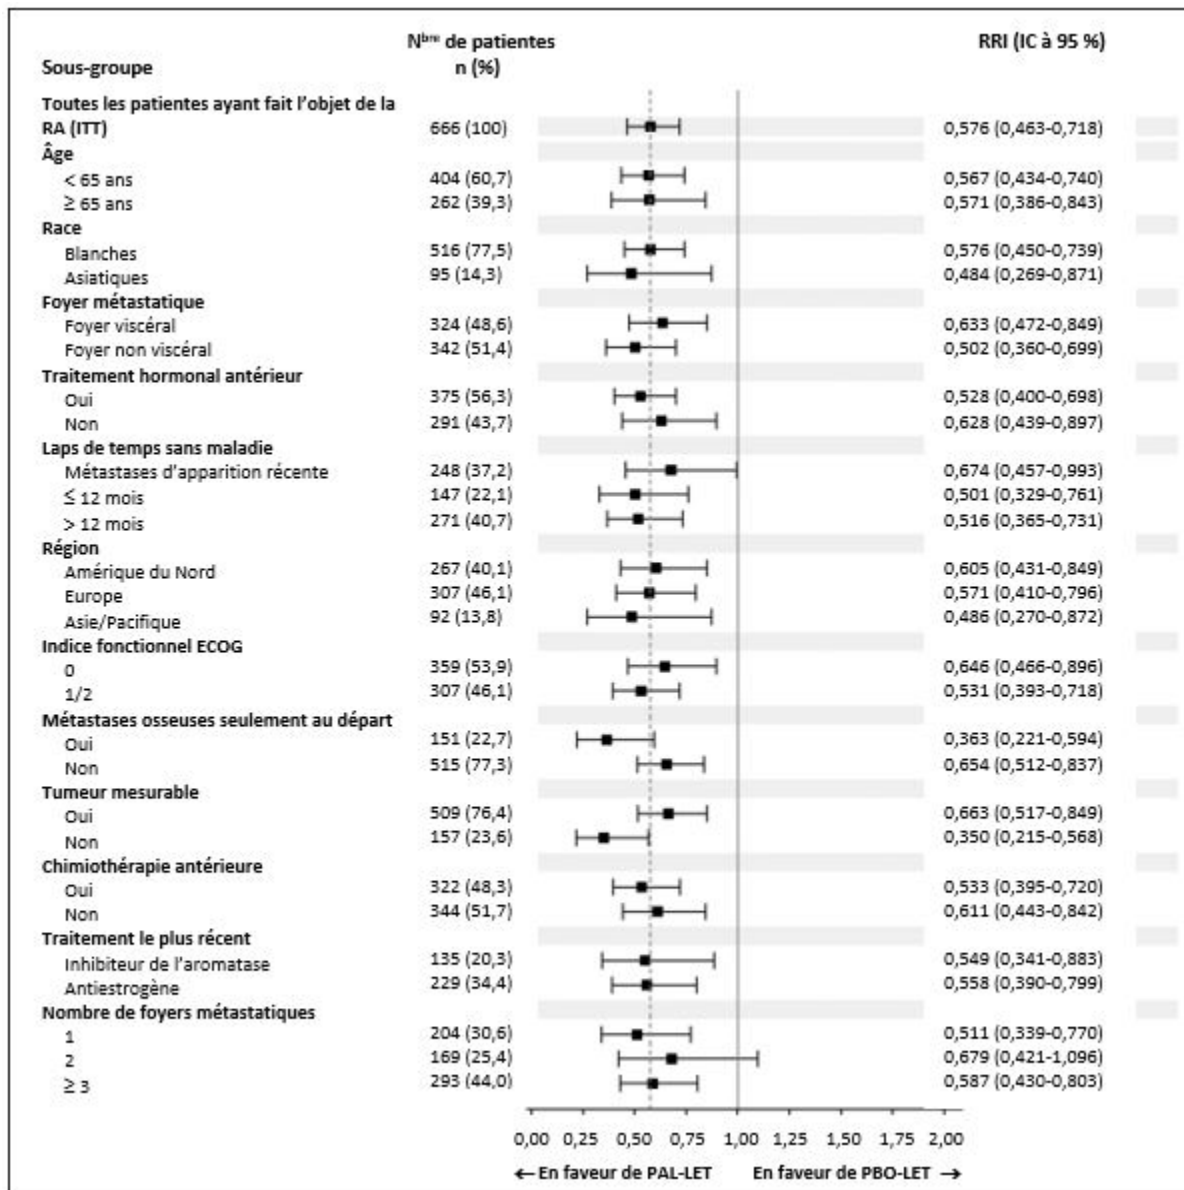 Sous-groupe Nbre de patientes n (%) RRI (IC à 95 %)
Toutes les patientes ayant fait l'objet de la
RA (ITT) 666 (100) 0,576 (0,463-0,718)
Âge
< 65 ans 404 (60,7) 0,567 (0,434-0,740)
≥ 65 ans 262 (39,3) 0,571 (0,386-0,843)
Race
Blanches 516 (77,5) 0,576 (0,450-0,739)
Asiatiques 95 (14,3) 0,484 (0,269-0,871)
Foyer métastatique
Foyer viscéral 324 (48,6) 0,633 (0,472-0,849)
Foyer non viscéral 342 (51,4) 0,502 (0,360-0,699)
Traitement hormonal antérieur
Oui 375 (56,3) 0,528 (0,400-0,698)
Non 291 (43,7) 0,628 (0,439-0,897)
Laps de temps sans maladie
Métastases d'apparition récente 248 (37,2) 0,674 (0,457-0,993)
≤ 12 mois 147 (22,1) 0,501 (0,329-0,761)
> 12 mois 271 (40,7) 0,516 (0,365-0,731)
Région
Amérique du Nord 267 (40,1) 0,605 (0,431-0,849)
Europe 307 (46,1) 0,571 (0,410-0,796)
Asie/Pacifique 92 (13,8) 0,486 (0,270-0,872)
Indice fonctionnel ECOG
0 359 (53,9) 0,646 (0,466-0,896)
1/2 307 (46,1) 0,531 (0,393-0,718)
Métastases osseuses seulement au départ
Oui 151 (22,7) 0,363 (0,221-0,594)
Non 515 (77,3) 0,654 (0,512-0,837)
Tumeur mesurable
Oui 509 (76,4) 0,663 (0,517-0,849)
Non 157 (23,6) 0,350 (0,215-0,568)
Chimiothérapie antérieure
Oui 322 (48,3) 0,533 (0,395-0,720)
Non 344 (51,7) 0,611 (0,443-0,842)
Traitement le plus récent
Inhibiteur de l'aromatase 135 (20,3) 0,549 (0,341-0,883)
Antiestrogène 229 (34,4) 0,558 (0,390-0,799)
Nombre de foyers métastatiques
1 204 (30,6) 0,511 (0,339-0,770)
2 169 (25,4) 0,679 (0,421-1,096)
≥ 3 293 (44,0) 0,587 (0,430-0,803)
0,00 0,25 0,50 0,75 1,00 1,25 1,50 1,75 2,00
← En faveur de PAL-LET En faveur de PBO-LET →